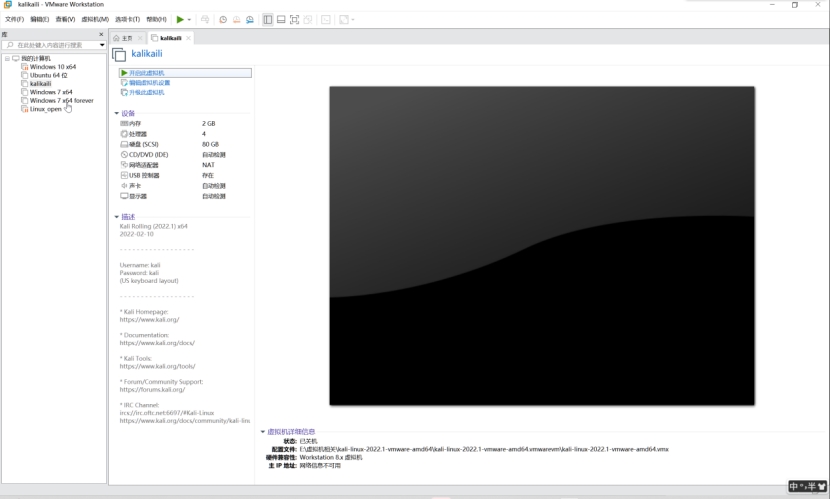 kalikaili - VMware Workstation
文件(F) 编辑(E) 查看(V) 虚拟机(M) 选项卡(T) 帮助(H)
库
在此处键入内容进行搜索
主页
kalikaili
我的计算机
Windows 10 x64
Ubuntu 64 位
kalikaili
Windows 7 x64
Windows 7 x64 forever
Linux_open
kalikaili
开启此虚拟机
编辑虚拟机设置
升级此虚拟机
设备
内存 2 GB
处理器 4
硬盘 (SCSI) 80 GB
CD/DVD (IDE) 自动检测
网络适配器 NAT
USB 控制器 存在
声卡 自动检测
显示器 自动检测
描述
Kali Rolling (2022.1) x64
2022-02-10
- - - - - - - - - - - - - - - - - -
Username: kali
Password: kali
(US keyboard layout)
- - - - - - - - - - - - - - - - - -
* Kali Homepage:
https://www.kali.org/
* Documentation:
https://www.kali.org/docs/
* Kali Tools:
https://www.kali.org/tools/
* Forum/Community Support:
https://forums.kali.org/
* IRC Channel:
ircs://irc.oftc.net:6697/#Kali-Linux
https://www.kali.org/docs/community/kali-linu
虚拟机详细信息
状态: 已关机
配置文件: E:\虚拟机相关\kali-linux-2022.1-vmware-amd64\kali-linux-2022.1-vmware-amd64.vmwarevm\kali-linux-2022.1-vmware-amd64.vmx
硬件兼容性: Workstation 8.x 虚拟机
主 IP 地址: 网络信息不可用
中 半